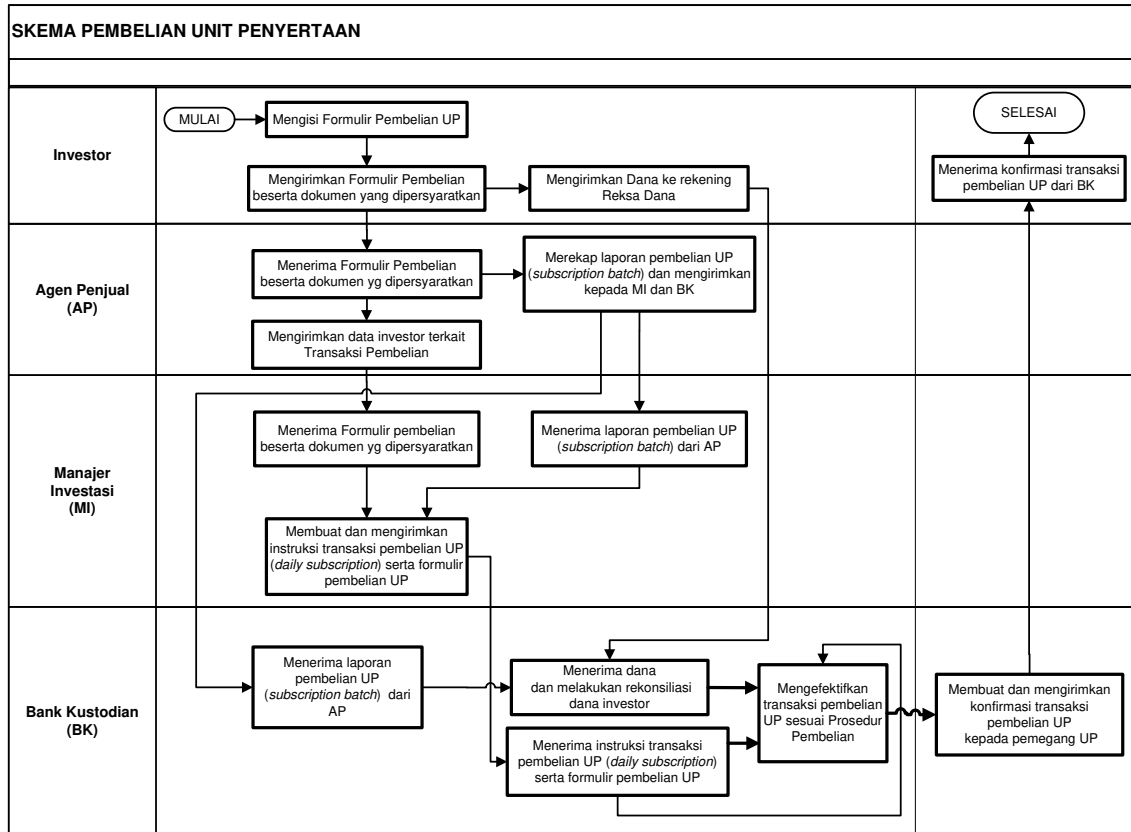 SKEMA PEMBELIAN UNIT PENYERTAAN
Investor
MULAI
Mengisi Formulir Pembelian UP
SELESAI
Mengirimkan Formulir Pembelian
beserta dokumen yang dipersyaratkan
Mengirimkan Dana ke rekening
Reksa Dana
Menerima konfirmasi transaksi
pembelian UP dari BK
Agen Penjual
(AP)
Menerima Formulir Pembelian
beserta dokumen yg dipersyaratkan
Merekap laporan pembelian UP
(subscription batch) dan mengirimkan
kepada MI dan BK
Mengirimkan data investor terkait
Transaksi Pembelian
Manajer
Investasi
(MI)
Menerima Formulir pembelian
beserta dokumen yg dipersyaratkan
Menerima laporan pembelian UP
(subscription batch) dari AP
Membuat dan mengirimkan
instruksi transaksi pembelian UP
(daily subscription) serta formulir
pembelian UP
Bank Kustodian
(BK)
Menerima laporan
pembelian UP
(subscription batch) dari
AP
Menerima dana
dan melakukan rekonsiliasi
dana investor
Mengefektifkan
transaksi pembelian
UP sesuai Prosedur
Pembelian
Membuat dan mengirimkan
konfirmasi transaksi
pembelian UP
kepada pemegang UP
Menerima instruksi transaksi
pembelian UP (daily subscription)
serta formulir pembelian UP